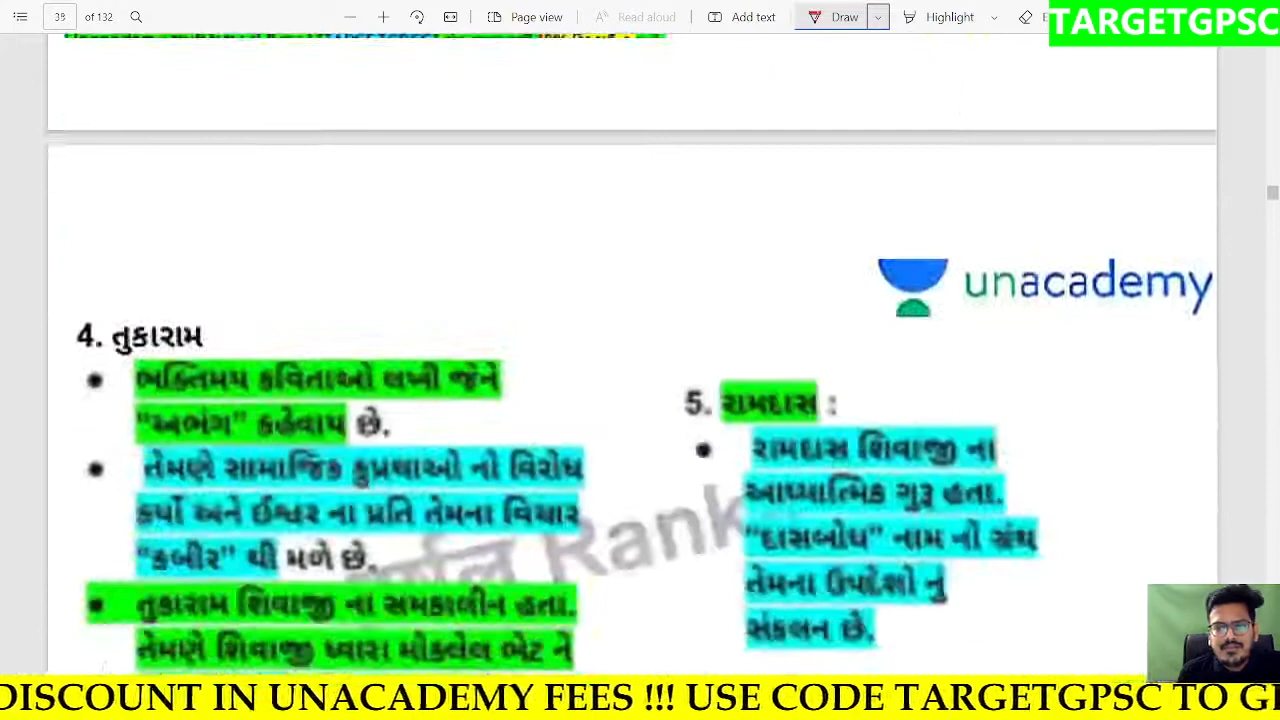 38 of 132
Page view
Read aloud
Add text
Draw
Highlight
TARGETGPSC
unacademy
4. તુકારામ
• ભક્તિમય કવિતાઓ લખી જેને
"અભંગ" કહેવાય છે.
• તેમણે સામાજિક કુપ્રથાઓ નો વિરોધ
કર્યો અને ઈશ્વર ના પ્રતિ તેમના વિચાર
"કબીર" થી મળે છે.
• તુકારામ શિવાજી ના સમકાલીન હતા.
તેમણે શિવાજી ધ્વારા મોકલેલ ભેટ ને
5. રામદાસ :
• રામદાસ શિવાજી ના
આધ્યાત્મિક ગુરૂ હતા.
"દાસબોધ" નામ નો ગ્રંથ
તેમના ઉપદેશો નુ
સંકલન છે.
DISCOUNT IN UNACADEMY FEES !!! USE CODE TARGETGPSC TO